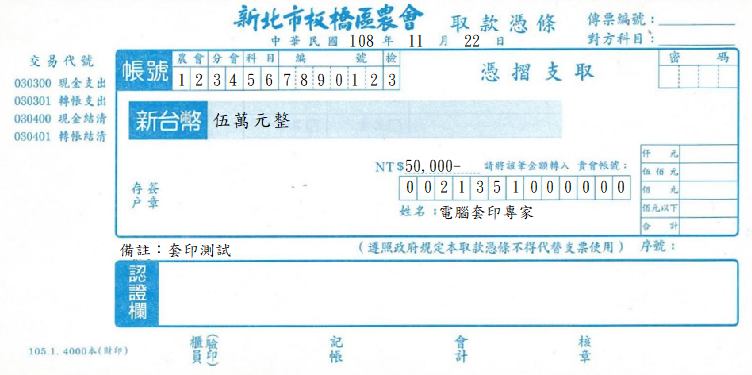 新北市板橋區農會 取款憑條 傳票編號：
中華民國 108 年 11 月 22 日 對方科目：
交易代號
030300 現金支出
030301 轉帳支出
030400 現金結清
030401 轉帳結清
帳號 農會 分會 科目 編 號 檢
1 2 3 4 5 6 7 8 9 0 1 2 3
憑摺支取
密 碼
新台幣 伍萬元整
NT$50,000- 請將該筆金額轉入 貴會帳號：
0 0 2 1 3 5 1 0 0 0 0 0 0
姓名：電腦套印專家
存戶 簽章
仟 元
伍佰元
佰 元
佰元以下
合 計
備註：套印測試 (遵照政府規定本取款憑條不得代替支票使用) 序號：
認證欄
櫃員(驗印) 記帳 會計 核章
105.1.4000本(財印)